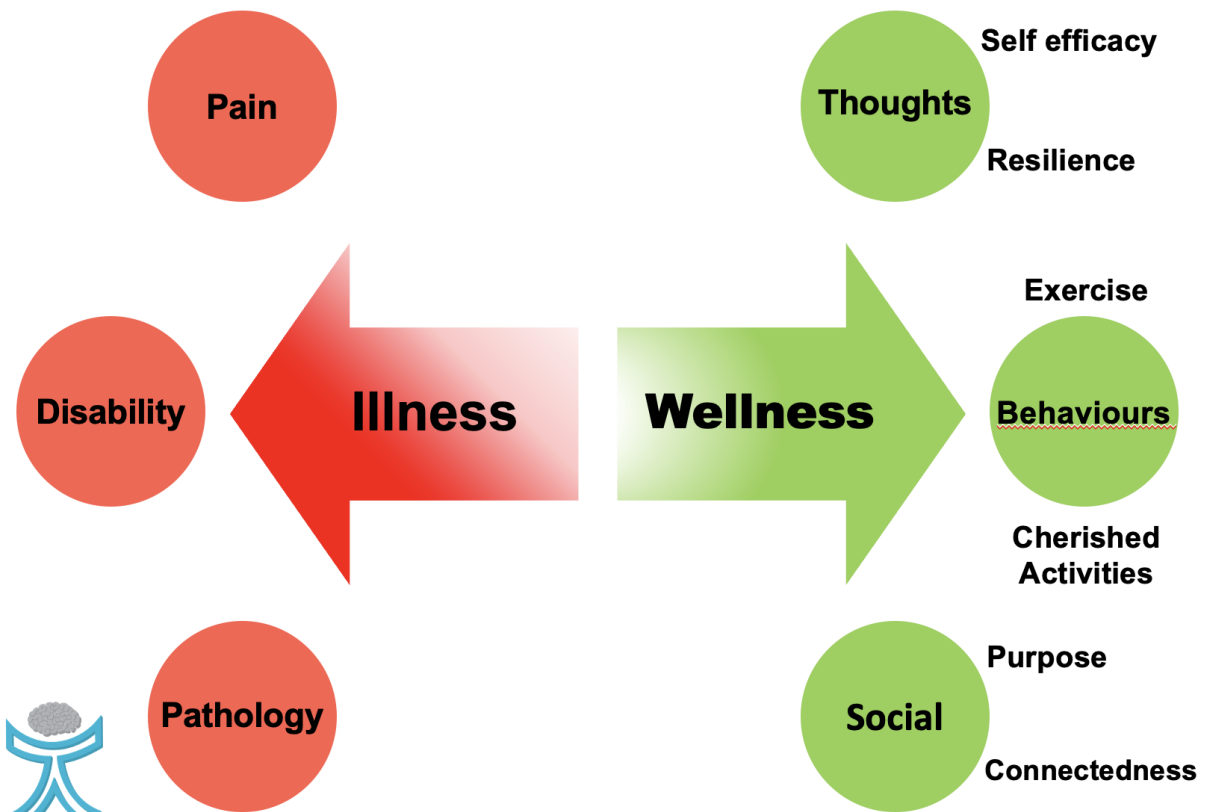 Pain
Disability
Pathology
Illness
Wellness
Thoughts
Self efficacy
Resilience
Exercise
Behaviours
Cherished
Activities
Social
Purpose
Connectedness